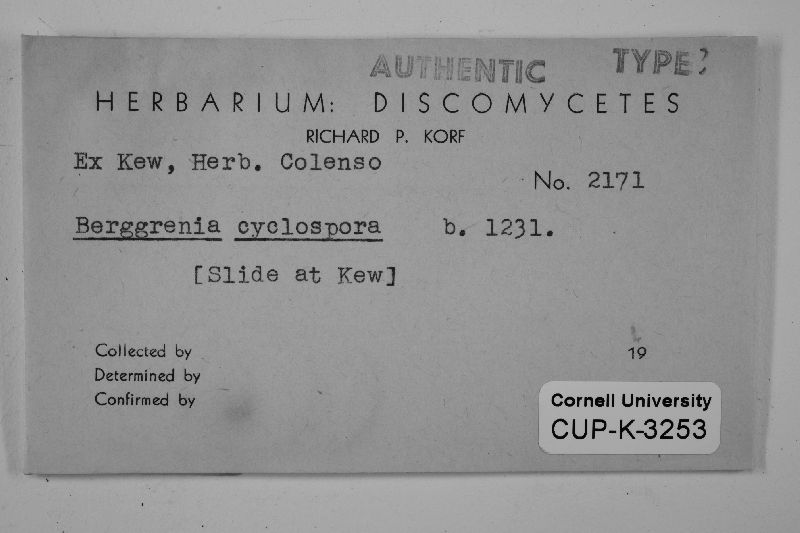 AUTHENTIC TYPE?
HERBARIUM: DISCOMYCETES
RICHARD P. KORF
Ex Kew, Herb. Colenso
No. 2171
Berggrenia cyclospora b. 1231.
[Slide at Kew]
Collected by 19
Determined by
Confirmed by
Cornell University
CUP-K-3253